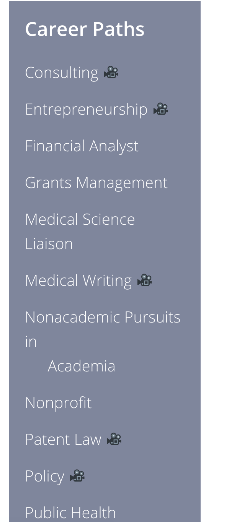 Career Paths
Consulting 🎥
Entrepreneurship 🎥
Financial Analyst
Grants Management
Medical Science
Liaison
Medical Writing 🎥
Nonacademic Pursuits
in
Academia
Nonprofit
Patent Law 🎥
Policy 🎥
Public Health